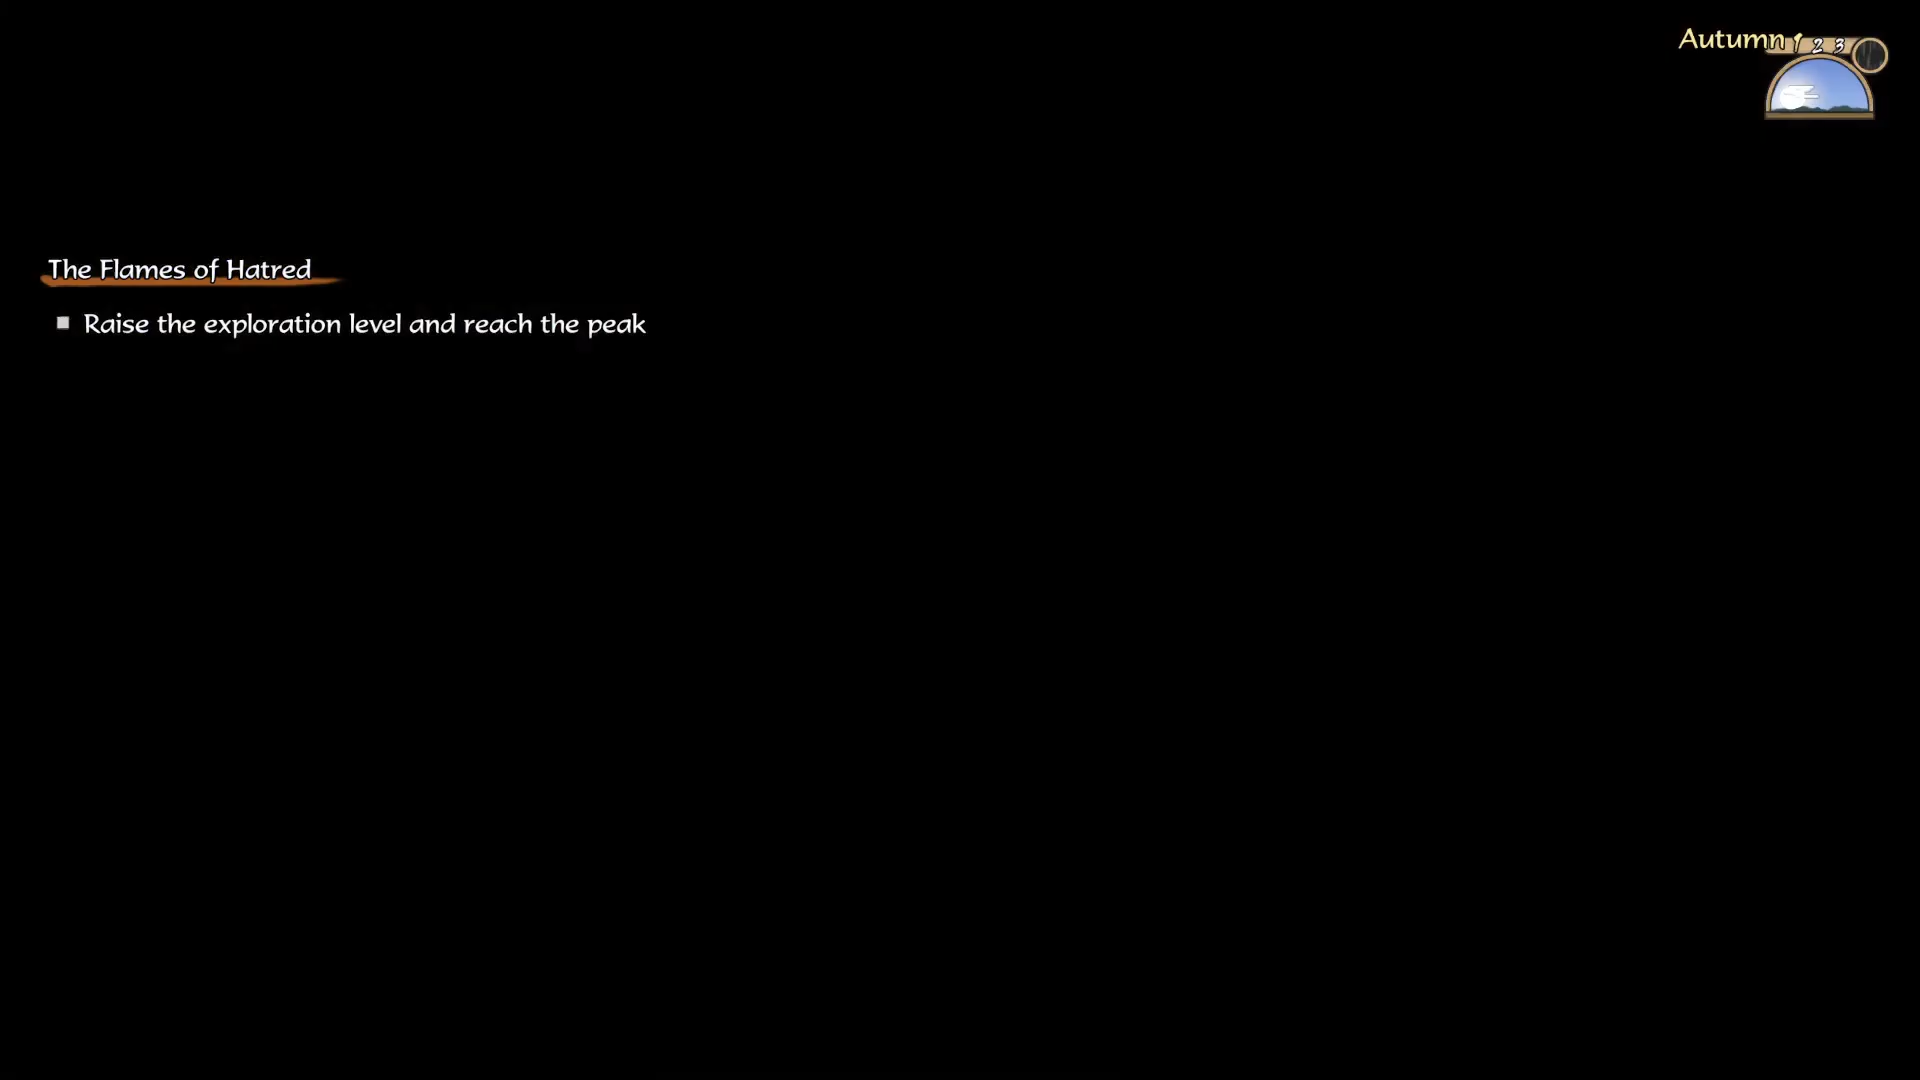 Autumn 1 2 3
The Flames of Hatred
Raise the exploration level and reach the peak